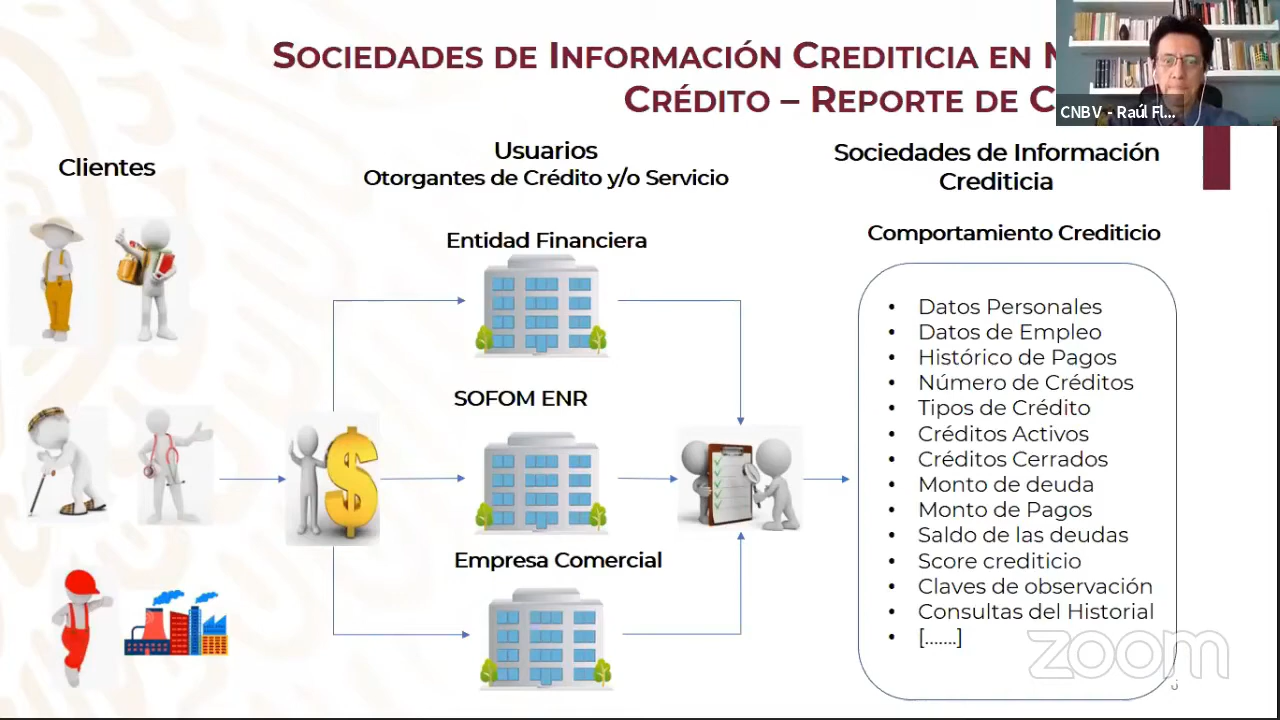 SOCIEDADES DE INFORMACIÓN CREDITICIA EN
CRÉDITO – REPORTE DE
CNBV - Raúl Fl...
Clientes
Usuarios
Otorgantes de Crédito y/o Servicio
Sociedades de Información
Crediticia
Entidad Financiera
SOFOM ENR
Empresa Comercial
Comportamiento Crediticio
• Datos Personales
• Datos de Empleo
• Histórico de Pagos
• Número de Créditos
• Tipos de Crédito
• Créditos Activos
• Créditos Cerrados
• Monto de deuda
• Monto de Pagos
• Saldo de las deudas
• Score crediticio
• Claves de observación
• Consultas del Historial
• [.......]
zoom